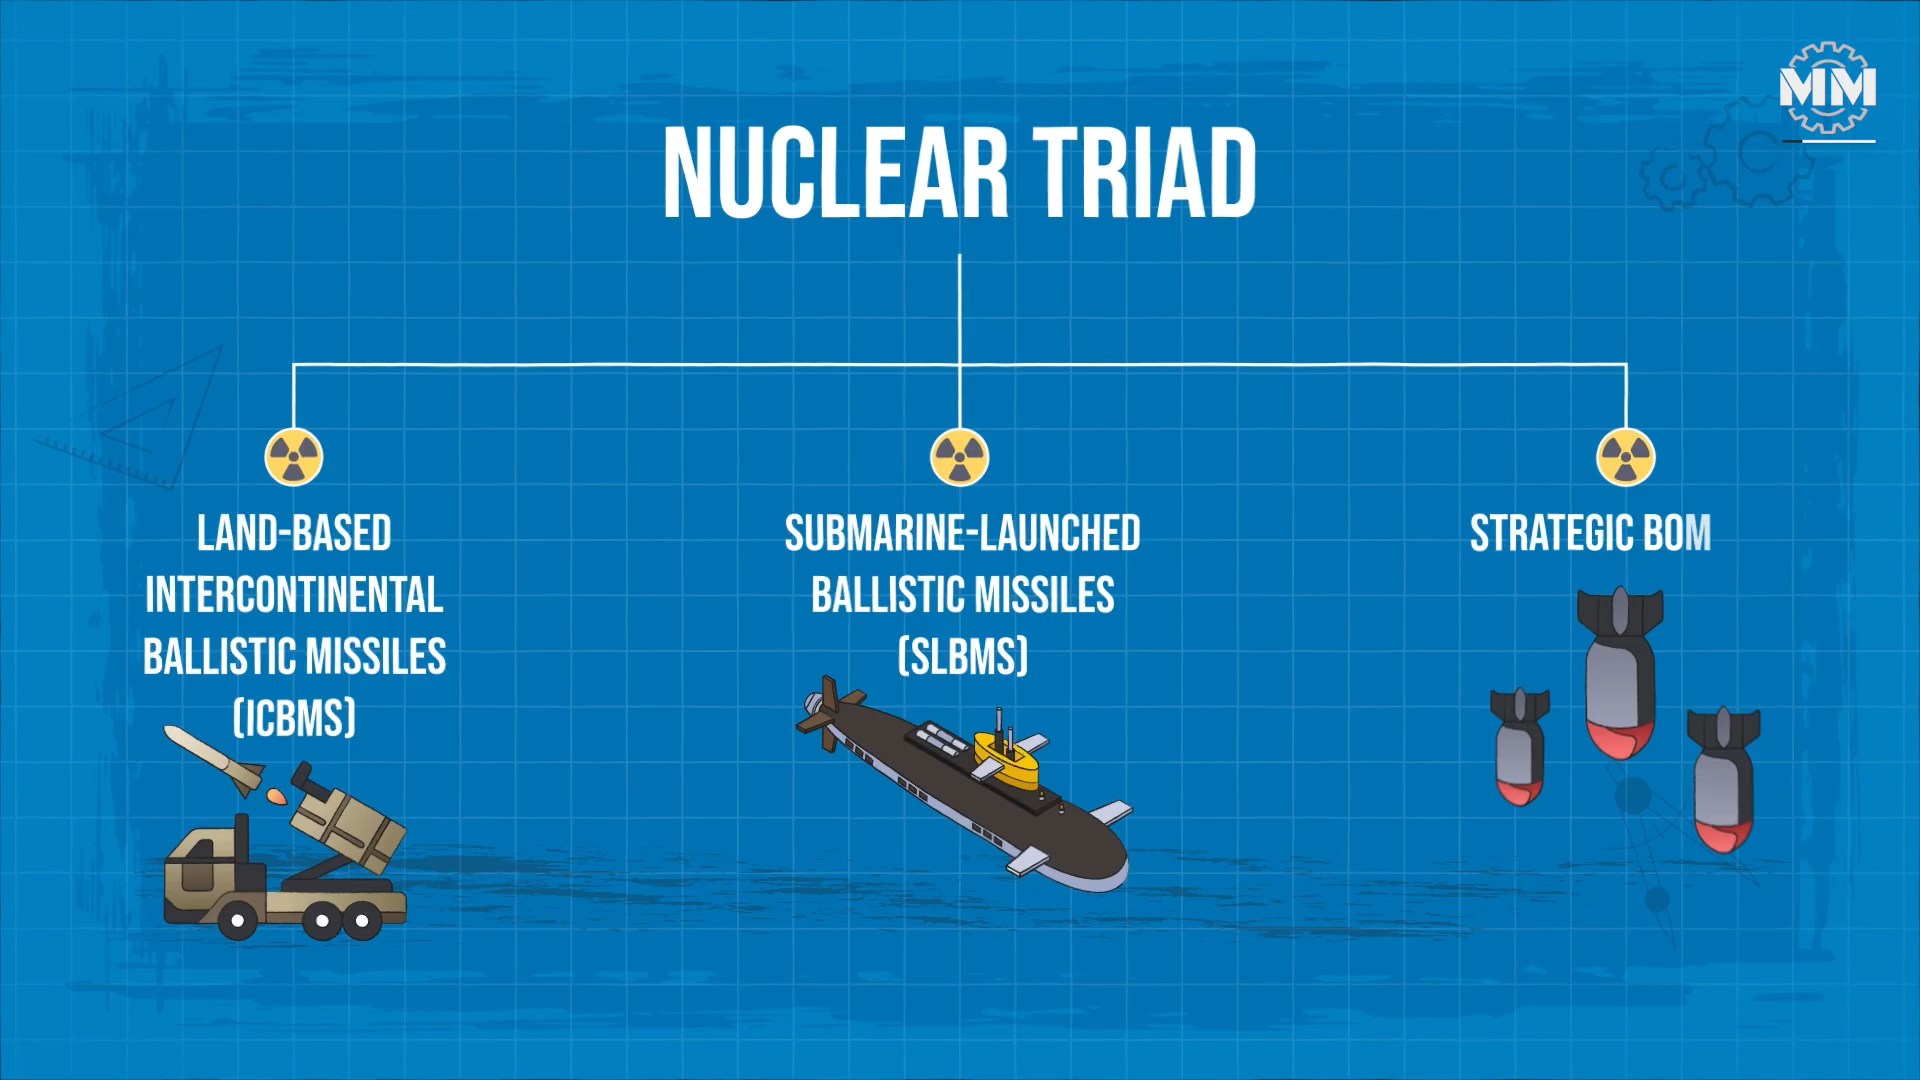 MM
NUCLEAR TRIAD
LAND-BASED
INTERCONTINENTAL
BALLISTIC MISSILES
(ICBMS)
SUBMARINE-LAUNCHED
BALLISTIC MISSILES
(SLBMS)
STRATEGIC BOM